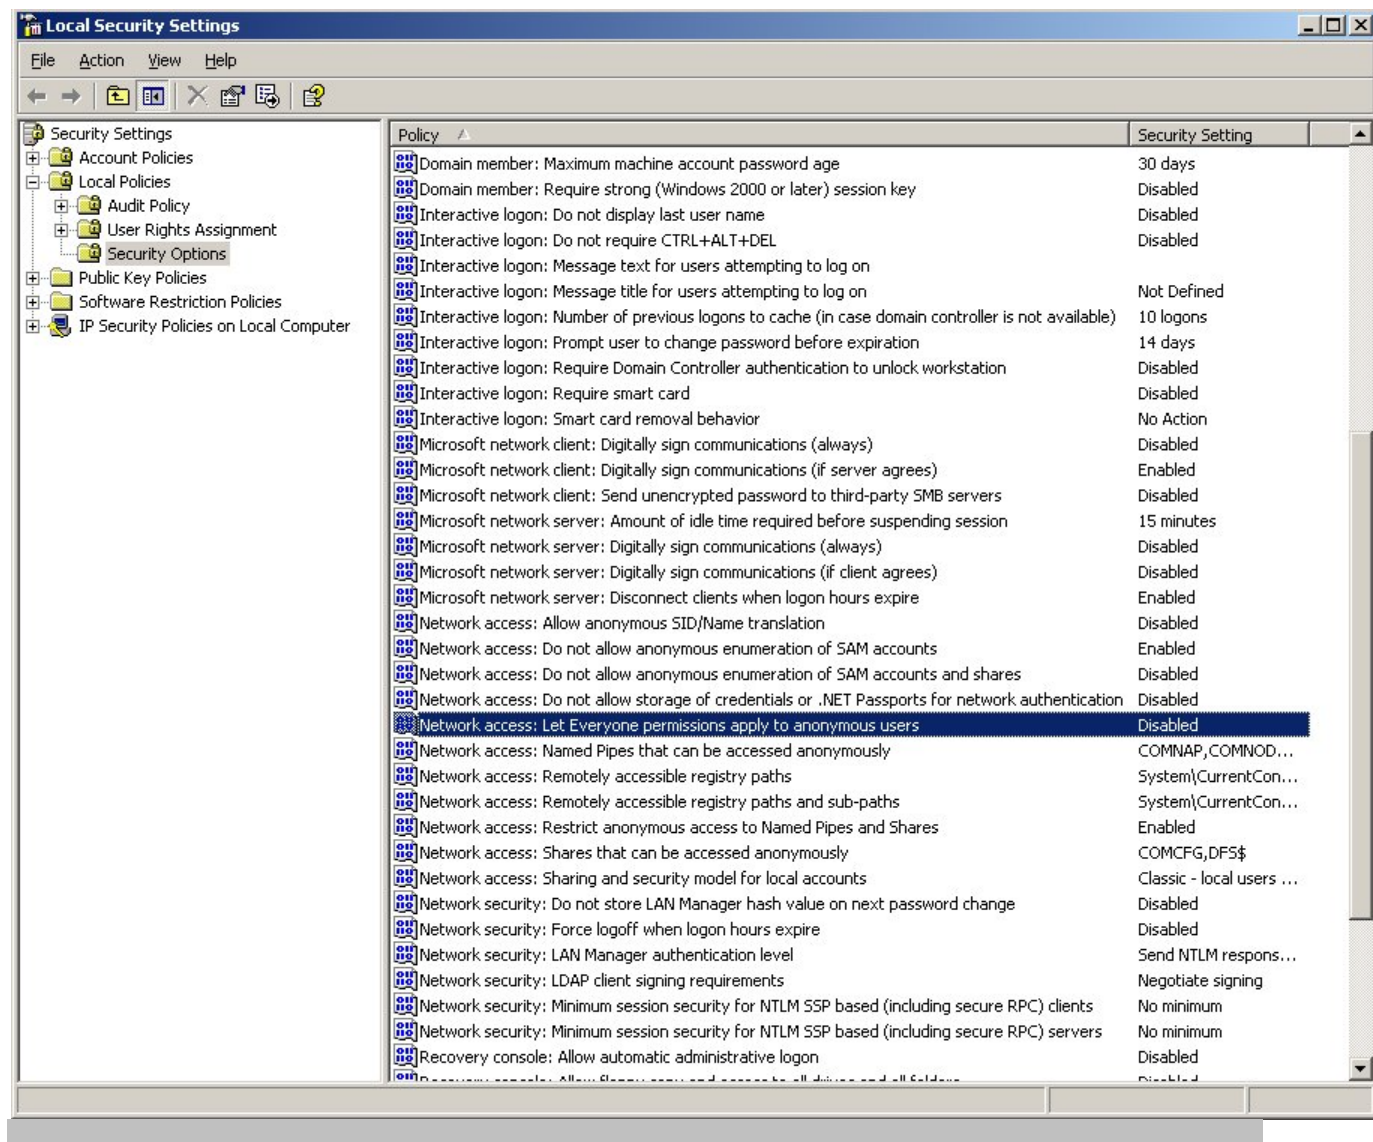 Local Security Settings
File Action View Help
Security Settings
Account Policies
Local Policies
Audit Policy
User Rights Assignment
Security Options
Public Key Policies
Software Restriction Policies
IP Security Policies on Local Computer
Policy Security Setting
Domain member: Maximum machine account password age 30 days
Domain member: Require strong (Windows 2000 or later) session key Disabled
Interactive logon: Do not display last user name Disabled
Interactive logon: Do not require CTRL+ALT+DEL Disabled
Interactive logon: Message text for users attempting to log on
Interactive logon: Message title for users attempting to log on Not Defined
Interactive logon: Number of previous logons to cache (in case domain controller is not available) 10 logons
Interactive logon: Prompt user to change password before expiration 14 days
Interactive logon: Require Domain Controller authentication to unlock workstation Disabled
Interactive logon: Require smart card Disabled
Interactive logon: Smart card removal behavior No Action
Microsoft network client: Digitally sign communications (always) Disabled
Microsoft network client: Digitally sign communications (if server agrees) Enabled
Microsoft network client: Send unencrypted password to third-party SMB servers Disabled
Microsoft network server: Amount of idle time required before suspending session 15 minutes
Microsoft network server: Digitally sign communications (always) Disabled
Microsoft network server: Digitally sign communications (if client agrees) Disabled
Microsoft network server: Disconnect clients when logon hours expire Enabled
Network access: Allow anonymous SID/Name translation Disabled
Network access: Do not allow anonymous enumeration of SAM accounts Enabled
Network access: Do not allow anonymous enumeration of SAM accounts and shares Disabled
Network access: Do not allow storage of credentials or .NET Passports for network authentication Disabled
Network access: Let Everyone permissions apply to anonymous users Disabled
Network access: Named Pipes that can be accessed anonymously COMNAP,COMNOD...
Network access: Remotely accessible registry paths System\CurrentCon...
Network access: Remotely accessible registry paths and sub-paths System\CurrentCon...
Network access: Restrict anonymous access to Named Pipes and Shares Enabled
Network access: Shares that can be accessed anonymously COMCFG,DFS$
Network access: Sharing and security model for local accounts Classic - local users ...
Network security: Do not store LAN Manager hash value on next password change Disabled
Network security: Force logoff when logon hours expire Disabled
Network security: LAN Manager authentication level Send NTLM respons...
Network security: LDAP client signing requirements Negotiate signing
Network security: Minimum session security for NTLM SSP based (including secure RPC) clients No minimum
Network security: Minimum session security for NTLM SSP based (including secure RPC) servers No minimum
Recovery console: Allow automatic administrative logon Disabled
Recovery console: Allow floppy copy and access to all drives and all folders Disabled